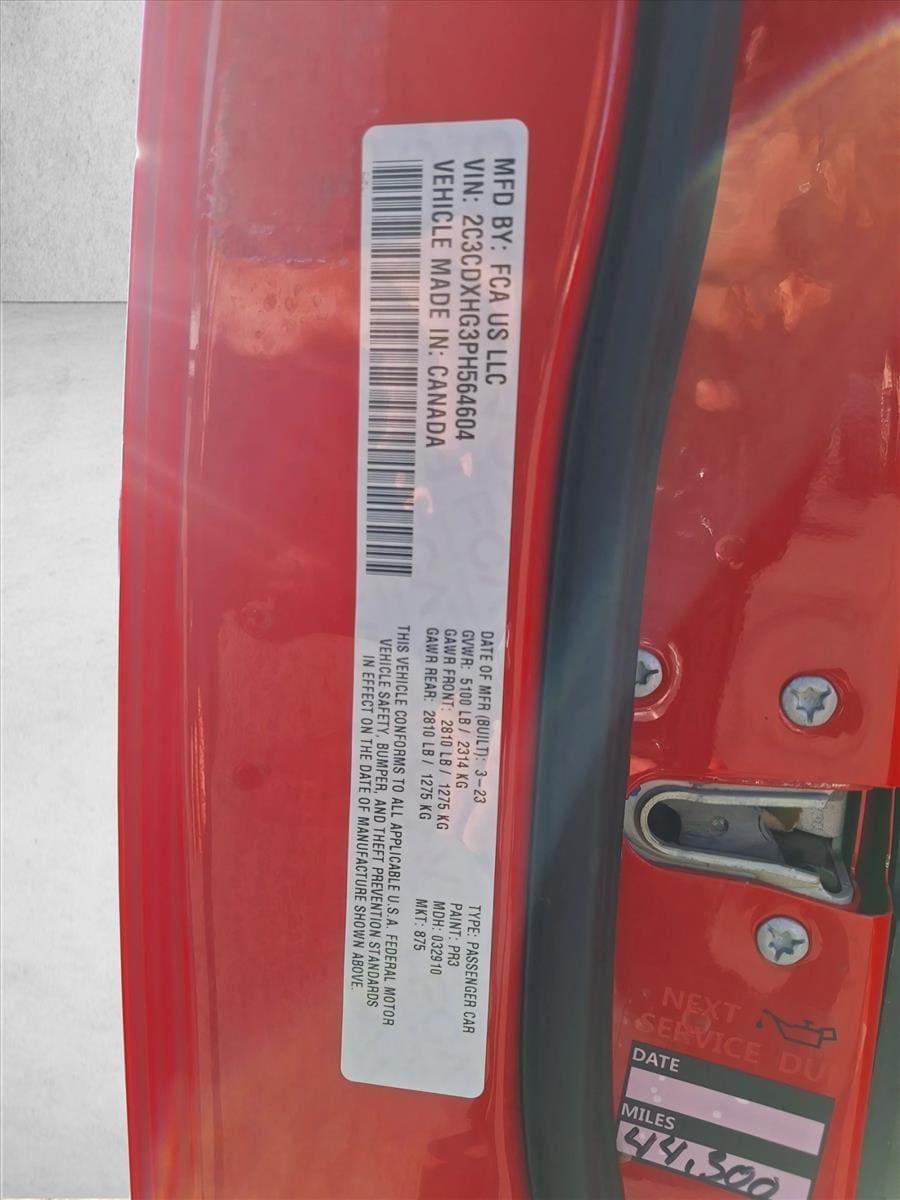 MFD BY: FCA US LLC
VIN: 2C3CDXHG3PH564604
VEHICLE MADE IN: CANADA
DATE OF MFR (BUILT): 3-23
GVWR: 5100 LB / 2314 KG
GAWR FRONT: 2810 LB / 1275 KG
GAWR REAR: 2810 LB / 1275 KG
TYPE: PASSENGER CAR
PAINT: PR3
MDH: 032910
MKT: 875
THIS VEHICLE CONFORMS TO ALL APPLICABLE U.S.A. FEDERAL MOTOR
VEHICLE SAFETY, BUMPER, AND THEFT PREVENTION STANDARDS
IN EFFECT ON THE DATE OF MANUFACTURE SHOWN ABOVE.
NEXT
SERVICE DU
DATE
MILES
44,300